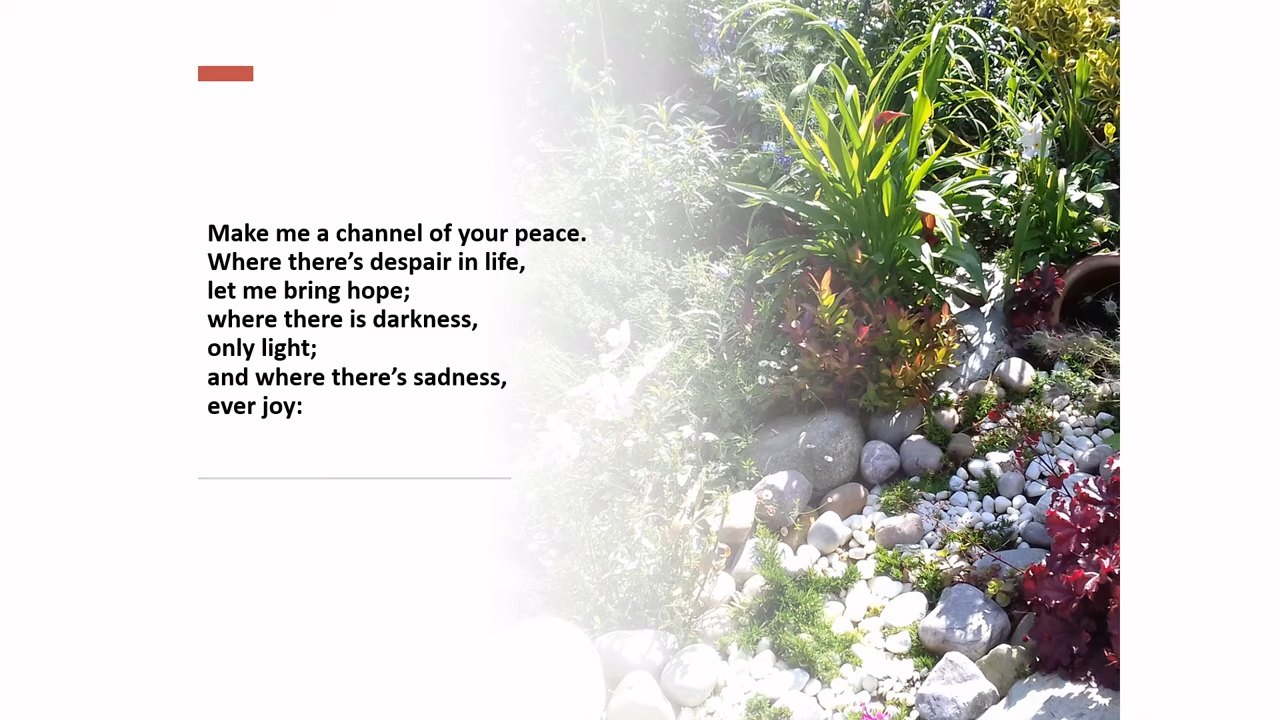 Make me a channel of your peace.
Where there’s despair in life,
let me bring hope;
where there is darkness,
only light;
and where there’s sadness,
ever joy: